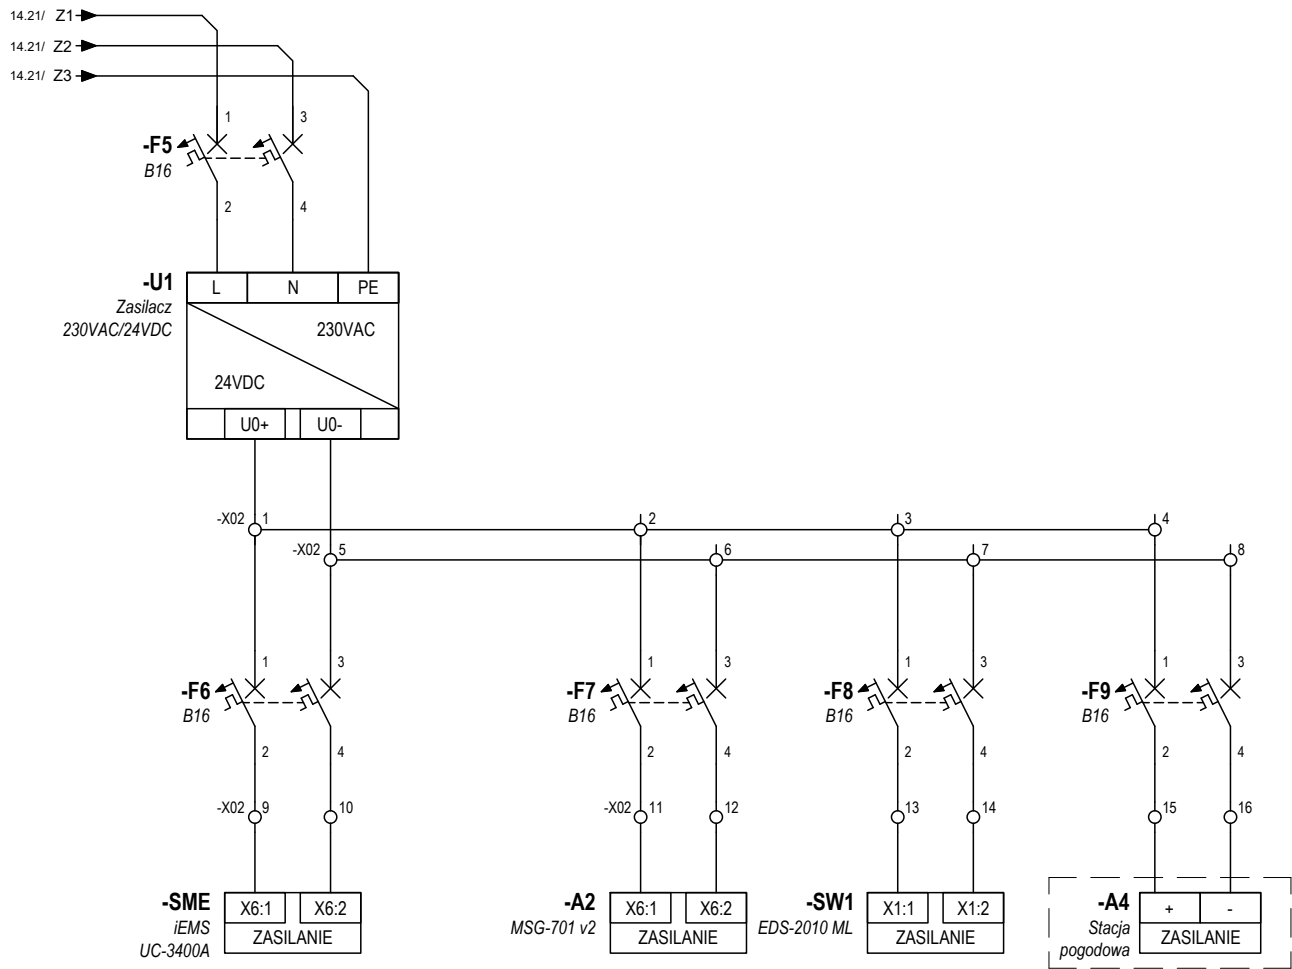 14.21/ Z1
14.21/ Z2
14.21/ Z3
1 3
-F5
B16
2 4
-U1
L N PE
Zasilacz
230VAC/24VDC
230VAC
24VDC
U0+ U0-
-X02 1 2 3 4
-X02 5 6 7 8
1 3 1 3 1 3 1 3
-F6 -F7 -F8 -F9
B16 B16 B16 B16
2 4 2 4 2 4 2 4
-X02 9 10 -X02 11 12 13 14 15 16
-SME X6:1 X6:2 -A2 X6:1 X6:2 -SW1 X1:1 X1:2 -A4 + -
iEMS MSG-701 v2 EDS-2010 ML Stacja
UC-3400A ZASILANIE ZASILANIE ZASILANIE pogodowa ZASILANIE